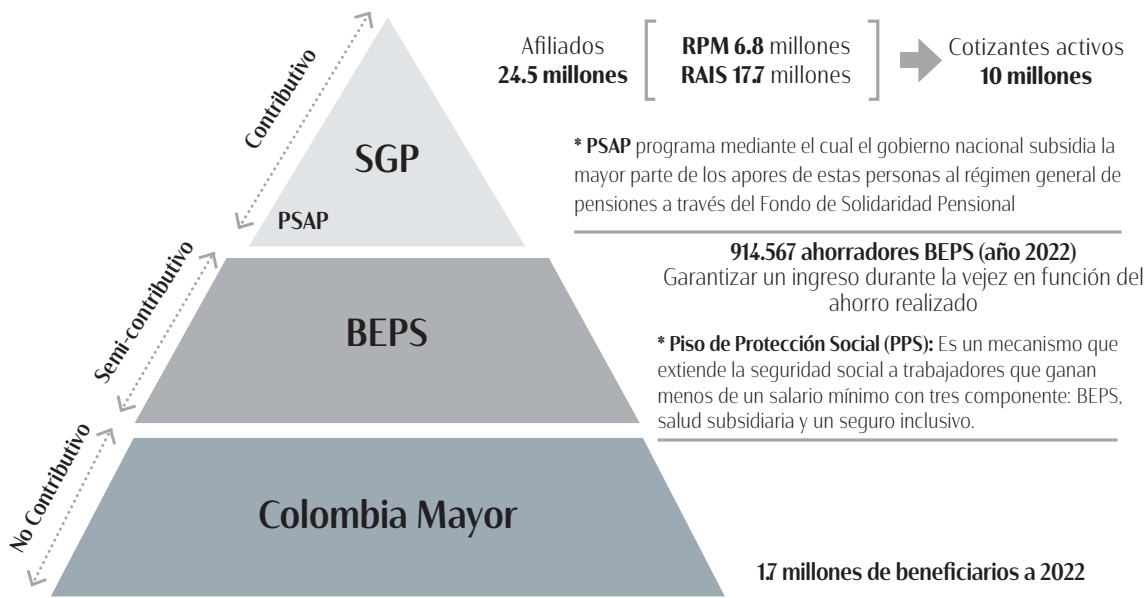 Contributivo
SGP
PSAP
Afiliados
24.5 millones
RPM 6.8 millones
RAIS 17.7 millones
Cotizantes activos
10 millones
* PSAP programa mediante el cual el gobierno nacional subsidia la
mayor parte de los apores de estas personas al régimen general de
pensiones a través del Fondo de Solidaridad Pensional
Semi-contributivo
BEPS
914.567 ahorradores BEPS (año 2022)
Garantizar un ingreso durante la vejez en función del
ahorro realizado
* Piso de Protección Social (PPS): Es un mecanismo que
extiende la seguridad social a trabajadores que ganan
menos de un salario mínimo con tres componente: BEPS,
salud subsidiaria y un seguro inclusivo.
No Contributivo
Colombia Mayor
1.7 millones de beneficiarios a 2022